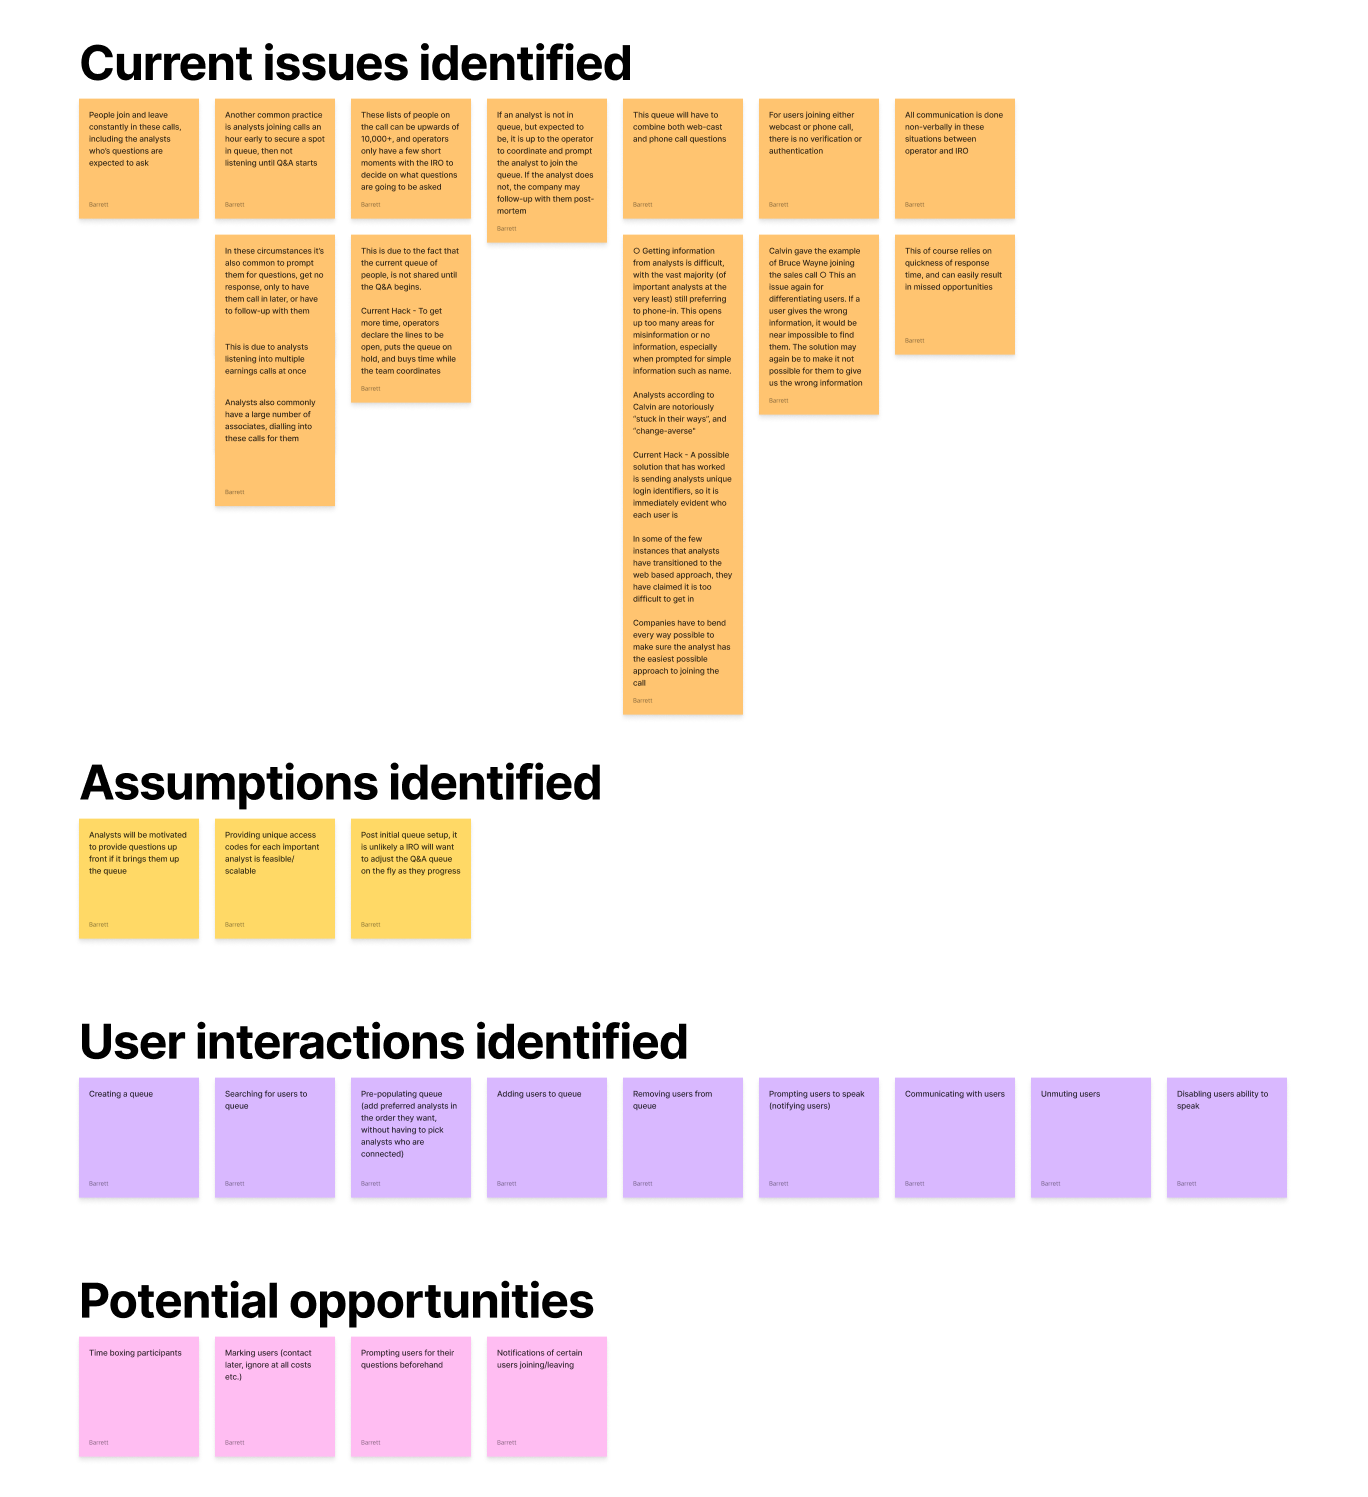 Current issues identified
People join and leave
constantly in these calls,
including the analysts
who's questions are
expected to ask
Barrett
Another common practice
is analysts joining calls an
hour early to secure a spot
in queue, then not
listening until Q&A starts
Barrett
These lists of people on
the call can be upwards of
10,000+, and operators
only have a few short
moments with the IRO to
decide on what questions
are going to be asked
Barrett
If an analyst is not in
queue, but expected to
be, it is up to the operator
to coordinate and prompt
the analyst to join the
queue. If the analyst does
not, the company may
follow-up with them post-
mortem
Barrett
This queue will have to
combine both web-cast
and phone call questions
Barrett
For users joining either
webcast or phone call,
there is no verification or
authentication
Barrett
All communication is done
non-verbally in these
situations between
operator and IRO
Barrett
In these circumstances it's
also common to prompt
them for questions, get no
response, only to have
them call in later, or have
to follow-up with them
This is due to analysts
listening into multiple
earnings calls at once
Analysts also commonly
have a large number of
associates, dialling into
these calls for them
Barrett
This is due to the fact that
the current queue of
people, is not shared until
the Q&A begins.
Current Hack - To get
more time, operators
declare the lines to be
open, puts the queue on
hold, and buys time while
the team coordinates
Barrett
○ Getting information
from analysts is difficult,
with the vast majority (of
important analysts at the
very least) still preferring
to phone-in. This opens
up too many areas for
misinformation or no
information, especially
when prompted for simple
information such as name.
Analysts according to
Calvin are notoriously
"stuck in their ways", and
"change-averse"
Current Hack - A possible
solution that has worked
is sending analysts unique
login identifiers, so it is
immediately evident who
each user is
In some of the few
instances that analysts
have transitioned to the
web based approach, they
have claimed it is too
difficult to get in
Companies have to bend
every way possible to
make sure the analyst has
the easiest possible
approach to joining the
call
Barrett
Calvin gave the example
of Bruce Wayne joining
the sales call ○ This an
issue again for
differentiating users. If a
user gives the wrong
information, it would be
near impossible to find
them. The solution may
again be to make it not
possible for them to give
us the wrong information
Barrett
This of course relies on
quickness of response
time, and can easily result
in missed opportunities
Barrett
Assumptions identified
Analysts will be motivated
to provide questions up
front if it brings them up
the queue
Barrett
Providing unique access
codes for each important
analyst is feasible/
scalable
Barrett
Post initial queue setup, it
is unlikely a IRO will want
to adjust the Q&A queue
on the fly as they progress
Barrett
User interactions identified
Creating a queue
Barrett
Searching for users to
queue
Barrett
Pre-populating queue
(add preferred analysts in
the order they want,
without having to pick
analysts who are
connected)
Barrett
Adding users to queue
Barrett
Removing users from
queue
Barrett
Prompting users to speak
(notifying users)
Barrett
Communicating with users
Barrett
Unmuting users
Barrett
Disabling users ability to
speak
Barrett
Potential opportunities
Time boxing participants
Barrett
Marking users (contact
later, ignore at all costs
etc.)
Barrett
Prompting users for their
questions beforehand
Barrett
Notifications of certain
users joining/leaving
Barrett